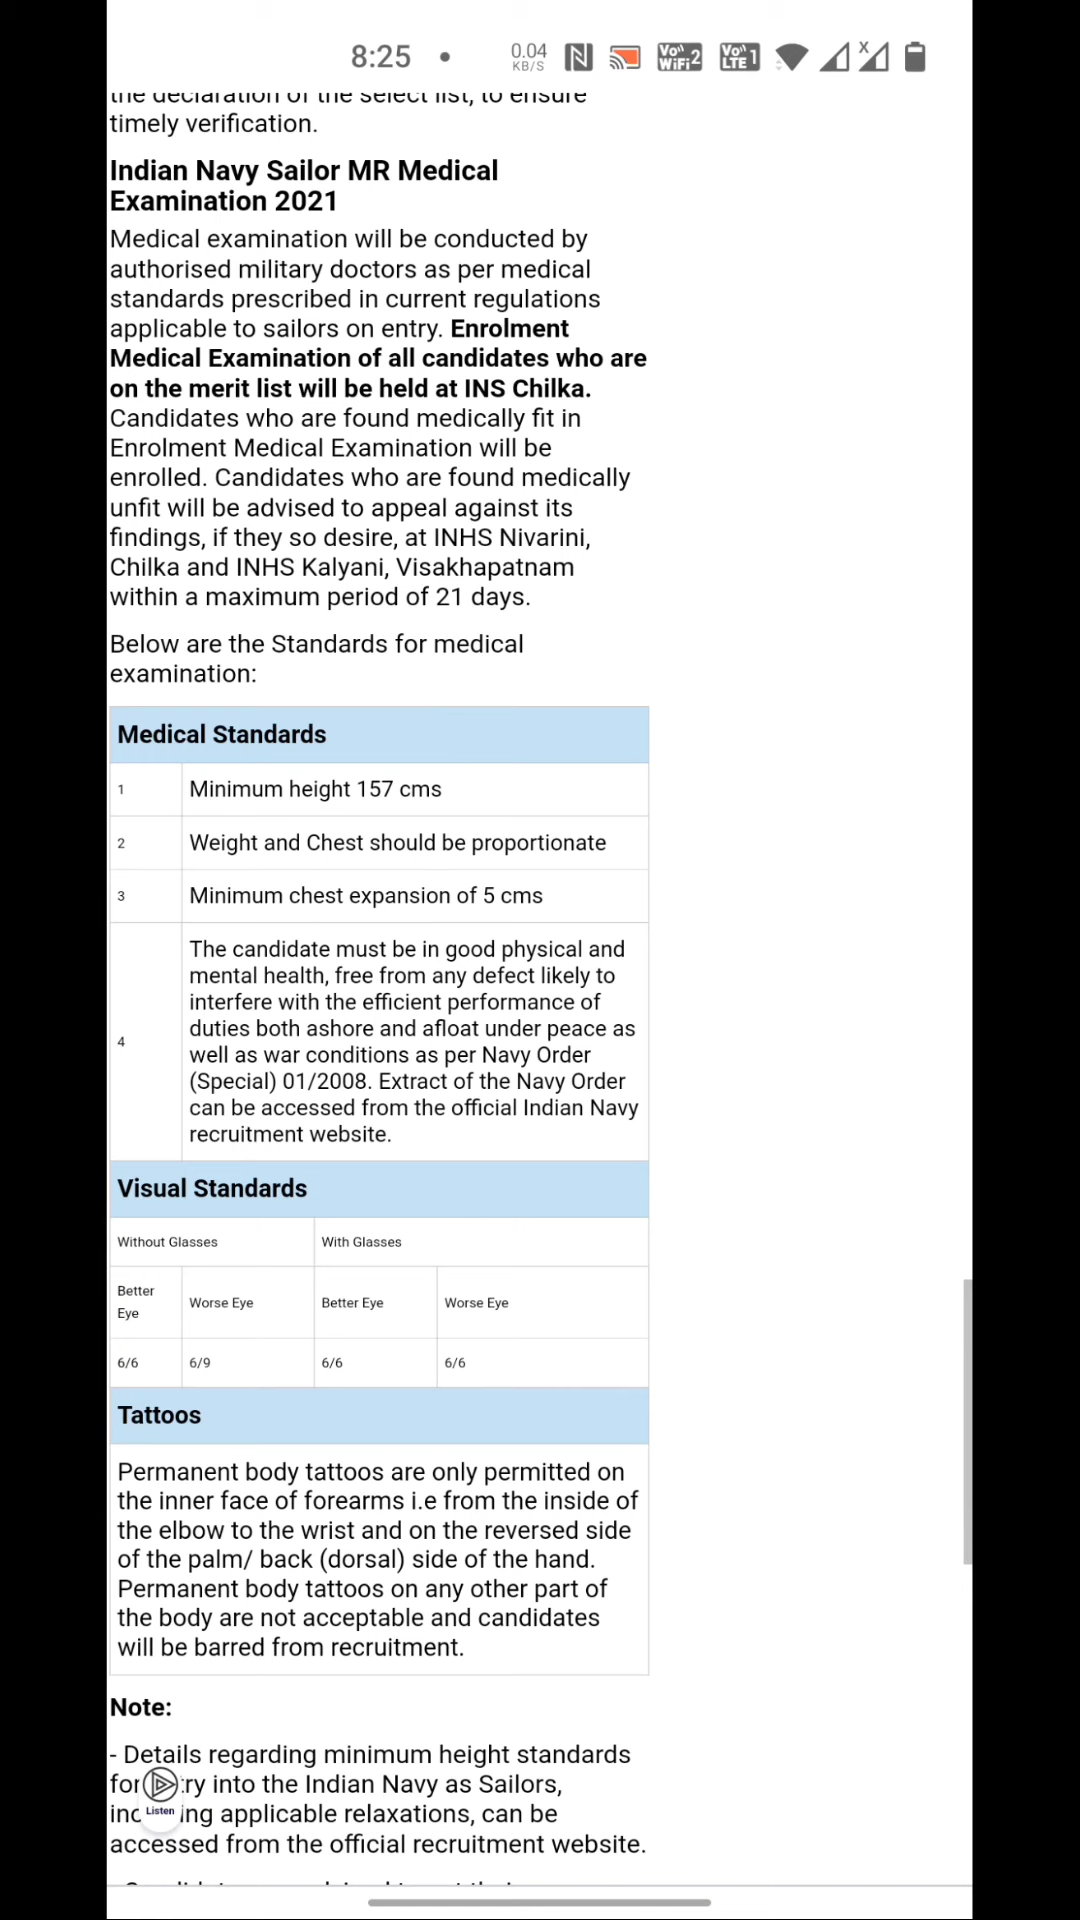 8:25
0.04
KB/S
Vo
WiFi 2
Vo
LTE 1
X
the declaration of the select list, to ensure
timely verification.
Indian Navy Sailor MR Medical
Examination 2021
Medical examination will be conducted by
authorised military doctors as per medical
standards prescribed in current regulations
applicable to sailors on entry. Enrolment
Medical Examination of all candidates who are
on the merit list will be held at INS Chilka.
Candidates who are found medically fit in
Enrolment Medical Examination will be
enrolled. Candidates who are found medically
unfit will be advised to appeal against its
findings, if they so desire, at INHS Nivarini,
Chilka and INHS Kalyani, Visakhapatnam
within a maximum period of 21 days.
Below are the Standards for medical
examination:
Medical Standards
1 Minimum height 157 cms
2 Weight and Chest should be proportionate
3 Minimum chest expansion of 5 cms
4 The candidate must be in good physical and
mental health, free from any defect likely to
interfere with the efficient performance of
duties both ashore and afloat under peace as
well as war conditions as per Navy Order
(Special) 01/2008. Extract of the Navy Order
can be accessed from the official Indian Navy
recruitment website.
Visual Standards
Without Glasses With Glasses
Better
Eye Worse Eye Better Eye Worse Eye
6/6 6/9 6/6 6/6
Tattoos
Permanent body tattoos are only permitted on
the inner face of forearms i.e from the inside of
the elbow to the wrist and on the reversed side
of the palm/ back (dorsal) side of the hand.
Permanent body tattoos on any other part of
the body are not acceptable and candidates
will be barred from recruitment.
Note:
- Details regarding minimum height standards
for into the Indian Navy as Sailors,
Listen
applicable relaxations, can be
accessed from the official recruitment website.